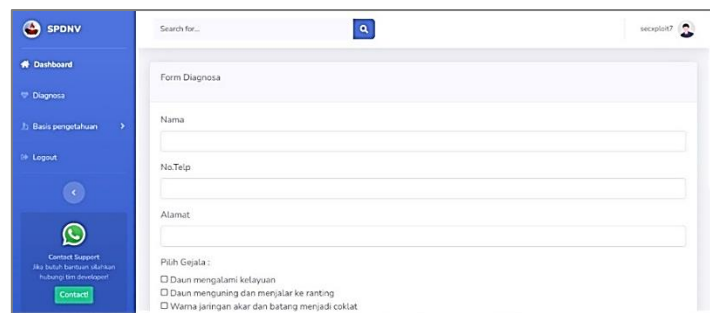 SPDNV
Search for...
secxploit7
Dashboard
Diagnosa
Basis pengetahuan
Logout
Contact Support
Jika butuh bantuan silahkan
hubungi tim developer!
Contact!
Form Diagnosa
Nama
No.Telp
Alamat
Pilih Gejala :
Daun mengalami kelayuan
Daun menguning dan menjalar ke ranting
Warna jaringan akar dan batang menjadi coklat